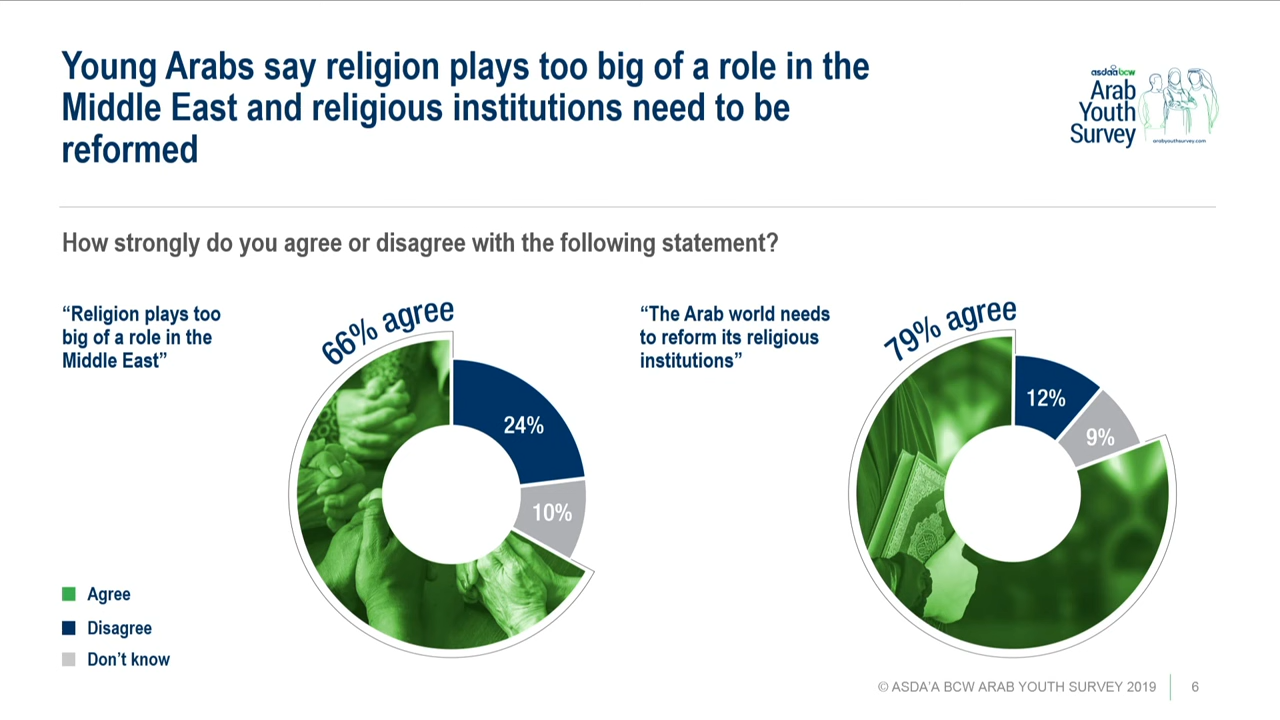 Young Arabs say religion plays too big of a role in the
Middle East and religious institutions need to be
reformed
asdaa bcw
Arab
Youth
Survey
arabyouthsurvey.com
How strongly do you agree or disagree with the following statement?
“Religion plays too
big of a role in the
Middle East”
66% agree
24%
10%
“The Arab world needs
to reform its religious
institutions”
79% agree
12%
9%
Agree
Disagree
Don’t know
© ASDA’A BCW ARAB YOUTH SURVEY 2019
6